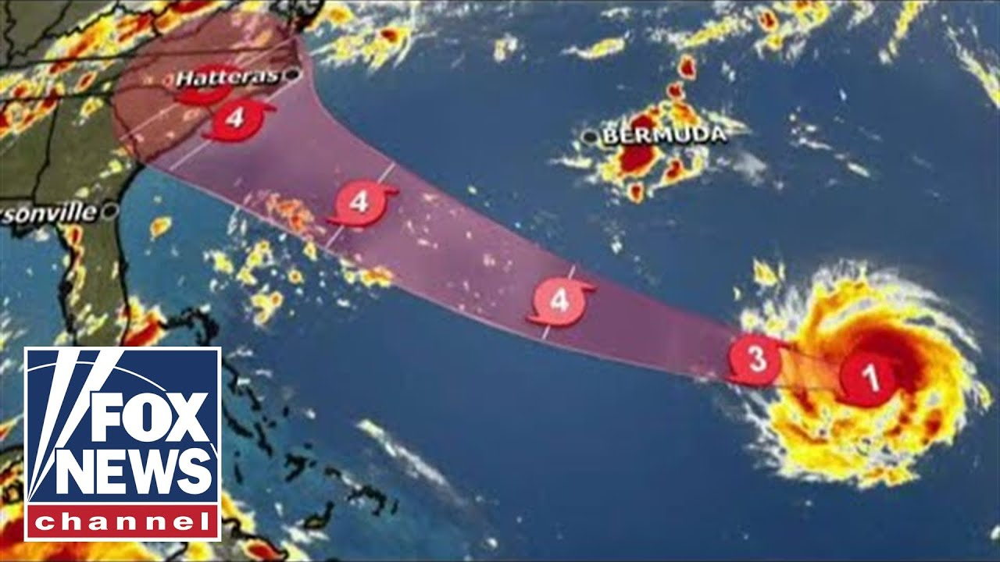 Hatteras
4
BERMUDA
sonville
4
4
3
1
FOX
NEWS
channel